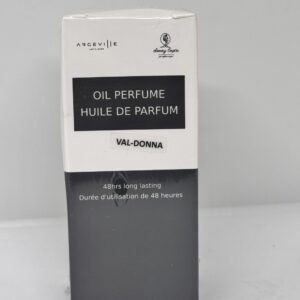 ARGEVILLE
OIL PERFUME
HUILE DE PARFUM
VAL-DONNA
48hrs long lasting
Durée d'utilisation de 48 heures